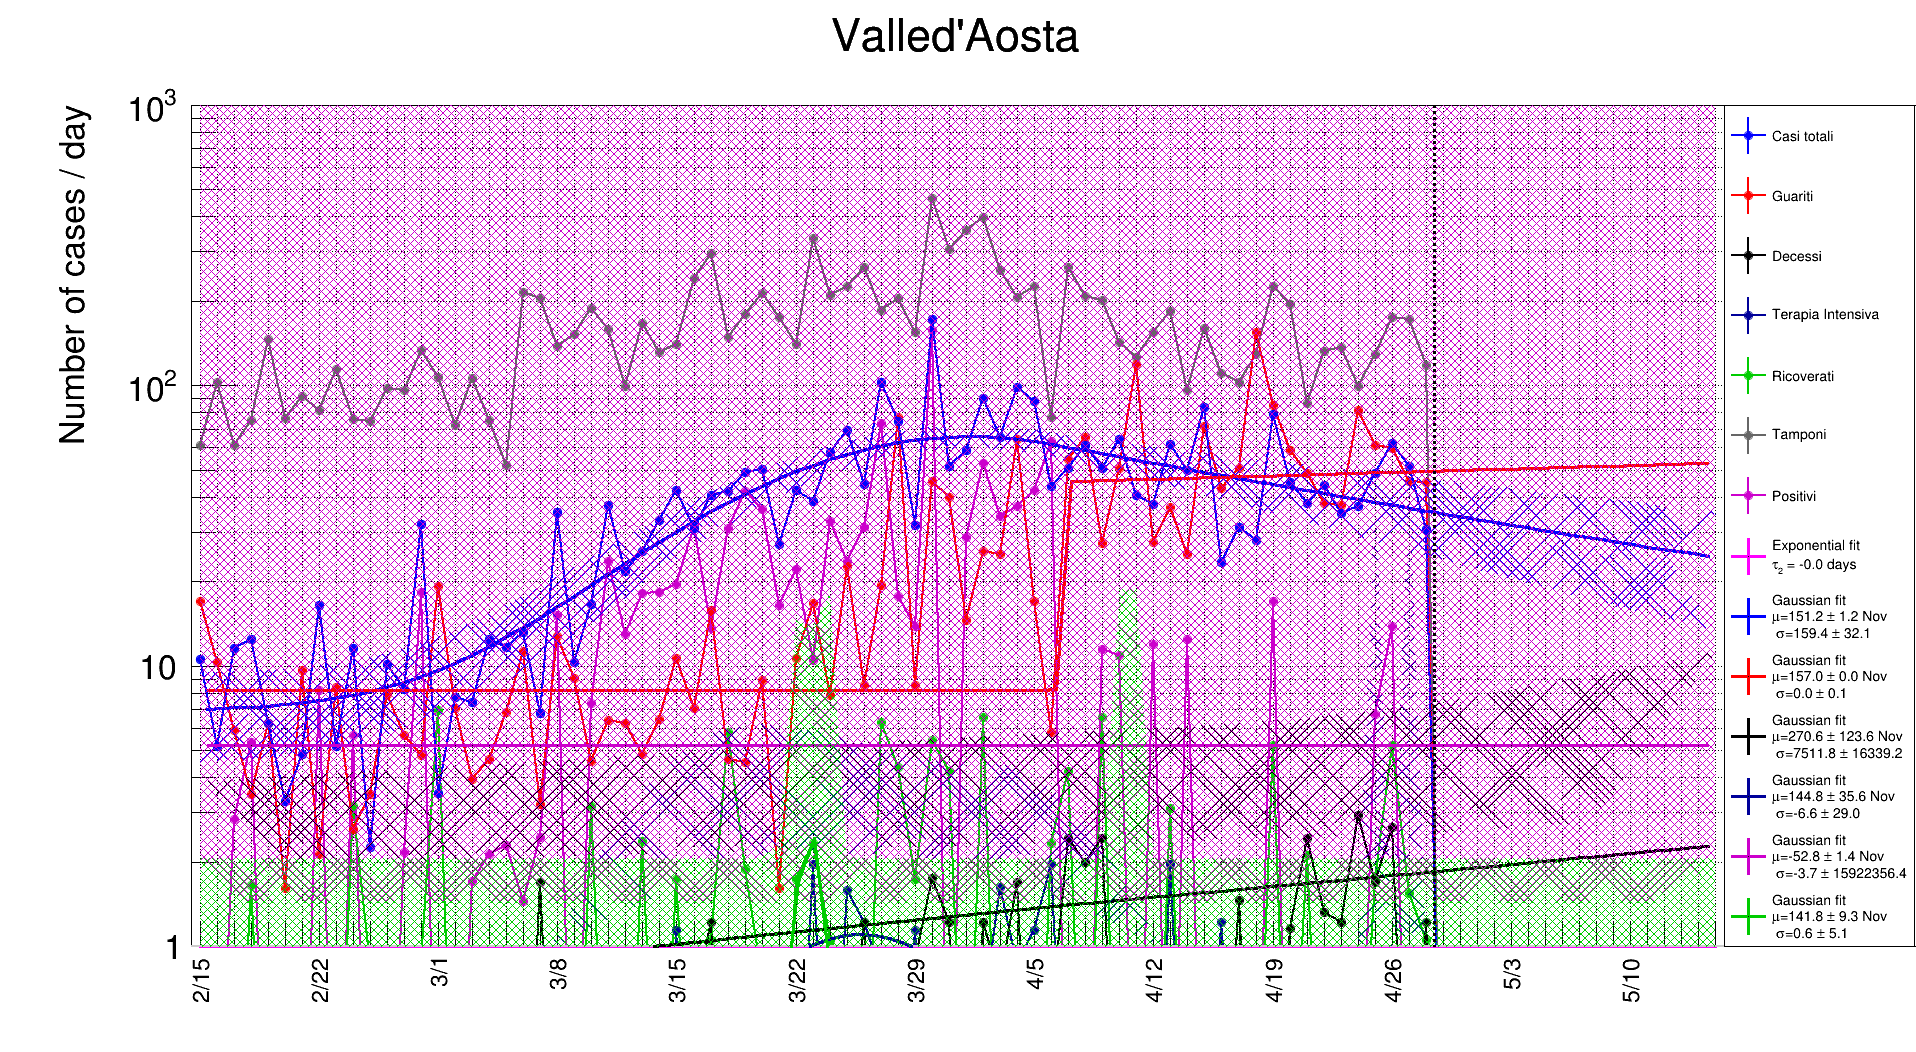 Valled'Aosta
Number of cases / day
10³
10²
10
1
2/15
2/22
3/1
3/8
3/15
3/22
3/29
4/5
4/12
4/19
4/26
5/3
5/10
Casi totali
Guariti
Decessi
Terapia Intensiva
Ricoverati
Tamponi
Positivi
Exponential fit
τ₂ = -0.0 days
Gaussian fit
μ=151.2 ± 1.2 Nov
σ=159.4 ± 32.1
Gaussian fit
μ=157.0 ± 0.0 Nov
σ=0.0 ± 0.1
Gaussian fit
μ=270.6 ± 123.6 Nov
σ=7511.8 ± 16339.2
Gaussian fit
μ=144.8 ± 35.6 Nov
σ=-6.6 ± 29.0
Gaussian fit
μ=-52.8 ± 1.4 Nov
σ=-3.7 ± 15922356.4
Gaussian fit
μ=141.8 ± 9.3 Nov
σ=0.6 ± 5.1